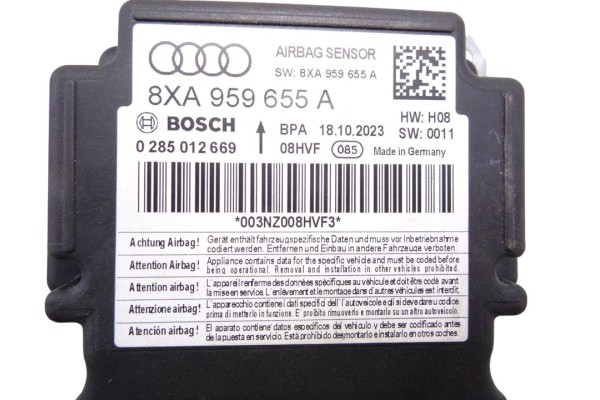 AIRBAG SENSOR
SW: 8XA 959 655 A
8XA 959 655 A
HW: H08
BOSCH BPA 18.10.2023 SW: 0011
0 285 012 669 08HVF 085 Made in Germany
*003NZ008HVF3*
Achtung Airbag! Gerät enthält fahrzeugspezifische Daten und muss vor Inbetriebnahme
codiert werden. Entfernen und Einbau in andere Fahrzeuge verboten.
Attention Airbag! Appliance contains data for the specific vehicle and must be coded before
being operational. Removal and installation in other vehicles prohibited.
Attention airbag! L'appareil renferme des données spécifiques au véhicule et doit être codé avant
la mise en service. L'enlèvement et le montage dans d'autres véhicules est interdit.
Attenzione airbag! L'apparecchio contiene i dati specifici dell'autoveicolo e gli si deve dare u codice
prima di metterlo in funzione. E' proibito rimuoverlo e montarlo su un altro autoveicolo.
Atención airbag! El aparato contiene datos especificos del vehiculo y debe ser codificado antes
de la puesta en servicio. Está prohibido desmontarlo e instalarlo en otros coches.